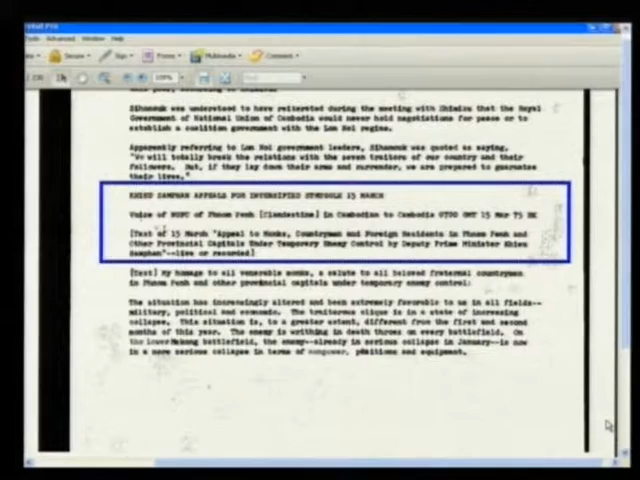 Advanced Window Help
Secure Sign Forms Multimedia Comment
Sihanouk was understood to have reiterated during the meeting with Shimizu that the Royal
Government of National Union of Cambodia would never hold negotiations for peace or to
establish a coalition government with the Lon Nol regime.
Apparently referring to Lon Nol government leaders, Sihanouk was quoted as saying,
"We will totally break the relations with the seven traitors of our country and their
followers. But, if they lay down their arms and surrender, we are prepared to guarantee
their lives."
KHIEU SAMPHAN APPEALS FOR INTENSIFIED STRUGGLE 15 MARCH
Voice of NUFC of Phnom Penh [Clandestine] in Cambodian to Cambodia 0700 GMT 15 Mar 75 BK
[Text of 15 March "Appeal to Monks, Countrymen and Foreign Residents in Phnom Penh and
Other Provincial Capitals Under Temporary Enemy Control by Deputy Prime Minister Khieu
Samphan"--live or recorded]
[Text] My homage to all venerable monks, a salute to all beloved fraternal countrymen
in Phnom Penh and other provincial capitals under temporary enemy control:
The situation has increasingly altered and been extremely favorable to us in all fields--
military, political and economic. The traitorous clique is in a state of increasing
collapse. This situation is, to a greater extent, different from the first and second
months of this year. The enemy is writhing in death throes on every battlefield. On
the lower Mekong battlefield, the enemy--already in serious collapse in January--is now
in a more serious collapse in terms of manpower, positions and equipment.